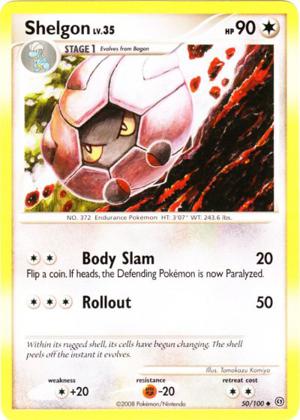 Shelgon LV.35
HP 90
STAGE 1 Evolves from Bagon
NO. 372 Endurance Pokémon HT: 3'07" WT: 243.6 lbs.
Body Slam 20
Flip a coin. If heads, the Defending Pokémon is now Paralyzed.
Rollout 50
Within its rugged shell, its cells have begun changing. The shell
peels off the instant it evolves.
Illus. Tomokazu Komiya
weakness resistance retreat cost
+20 -20
©2008 Pokémon/Nintendo 50/100